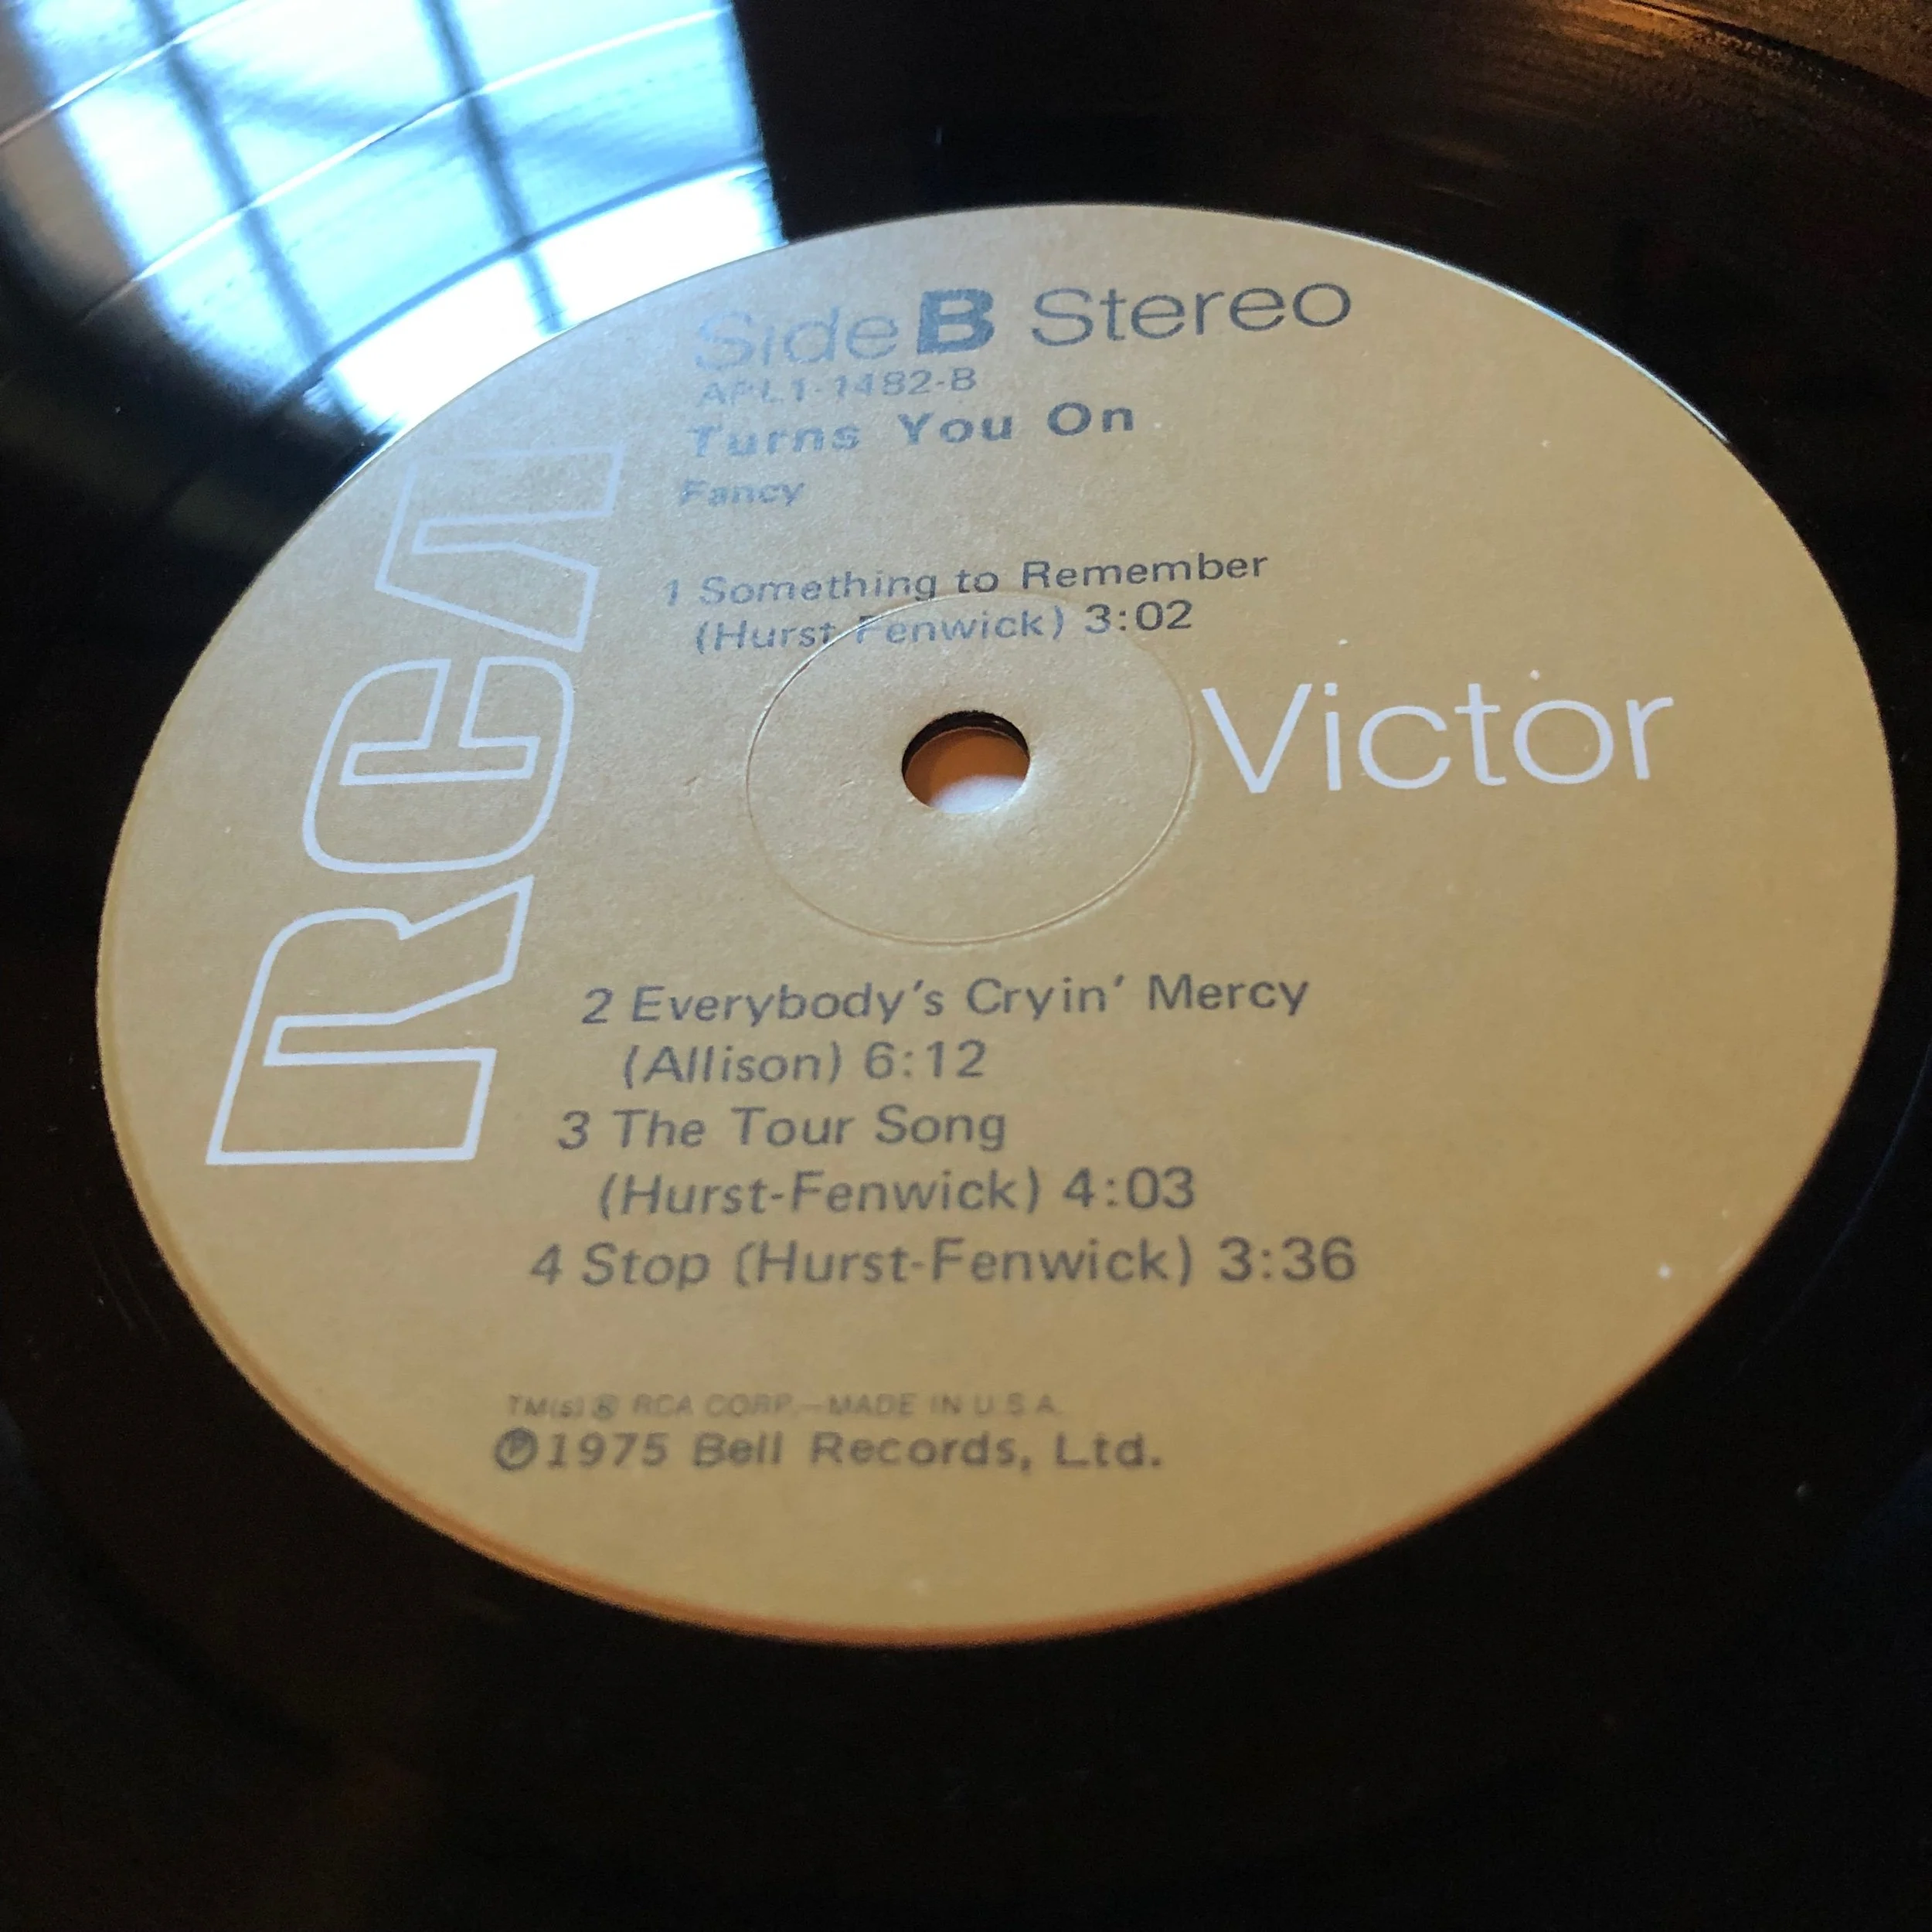 Side B Stereo
APL1-1482-B
Turns You On
Fancy
1 Something to Remember
(Hurst-Fenwick) 3:02
RCA
Victor
2 Everybody's Cryin' Mercy
(Allison) 6:12
3 The Tour Song
(Hurst-Fenwick) 4:03
4 Stop (Hurst-Fenwick) 3:36
TM(s) ® RCA CORP.—MADE IN U.S.A.
℗1975 Bell Records, Ltd.